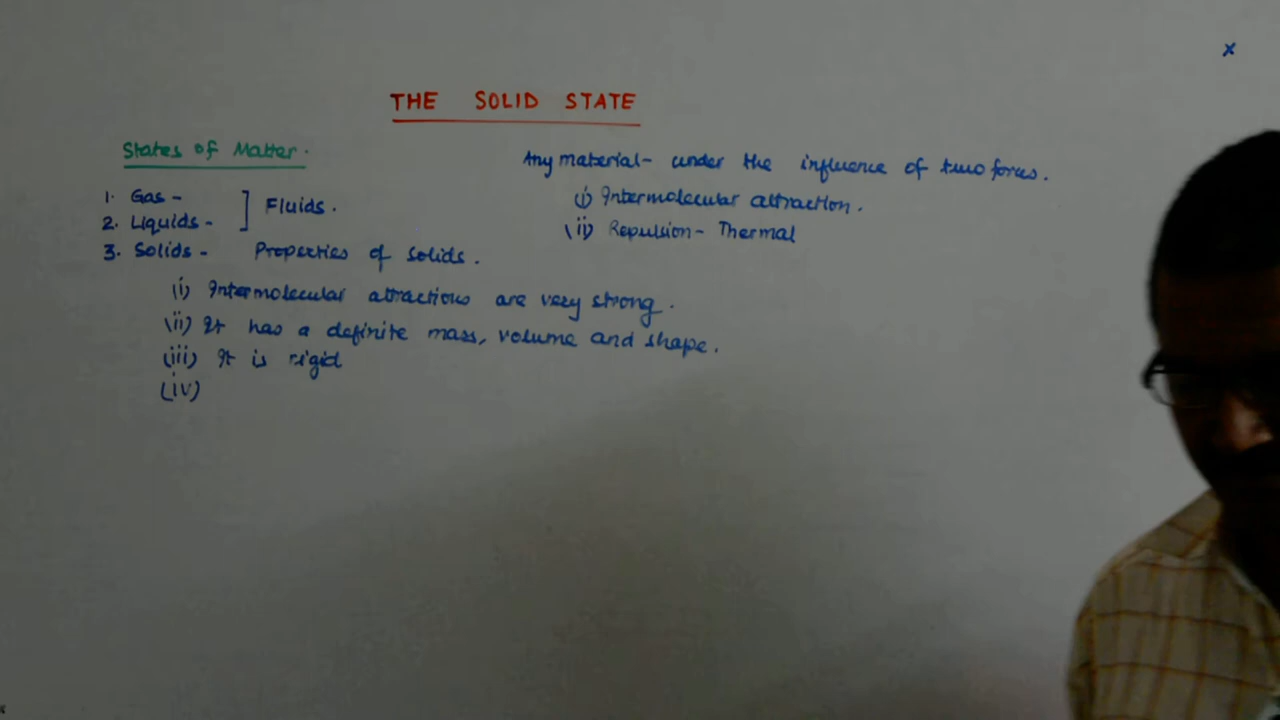 x
THE SOLID STATE
States of Matter.
1. Gas -
2. Liquids -
] Fluids.
3. Solids - Properties of solids.
(i) Intermolecular attractions are very strong.
(ii) It has a definite mass, volume and shape.
(iii) It is rigid
(iv)
Any material- under the influence of two forces.
(i) Intermolecular attraction.
(ii) Repulsion- Thermal